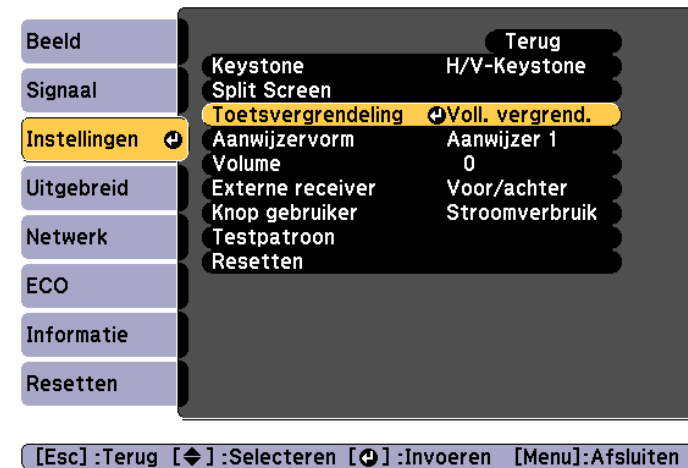 Beeld
Signaal
Instellingen
Uitgebreid
Netwerk
ECO
Informatie
Resetten
Terug
Keystone H/V-Keystone
Split Screen
Toetsvergrendeling Voll. vergrend.
Aanwijzervorm Aanwijzer 1
Volume 0
Externe receiver Voor/achter
Knop gebruiker Stroomverbruik
Testpatroon
Resetten
[Esc] :Terug [◆] :Selecteren [⏎] :Invoeren [Menu]:Afsluiten